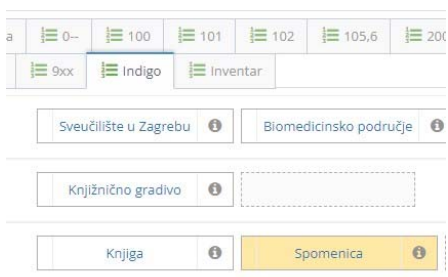 a 0-- 100 101 102 105,6 200
9xx Indigo Inventar
Sveučilište u Zagrebu Biomedicinsko područje
Knjižnično gradivo
Knjiga Spomenica